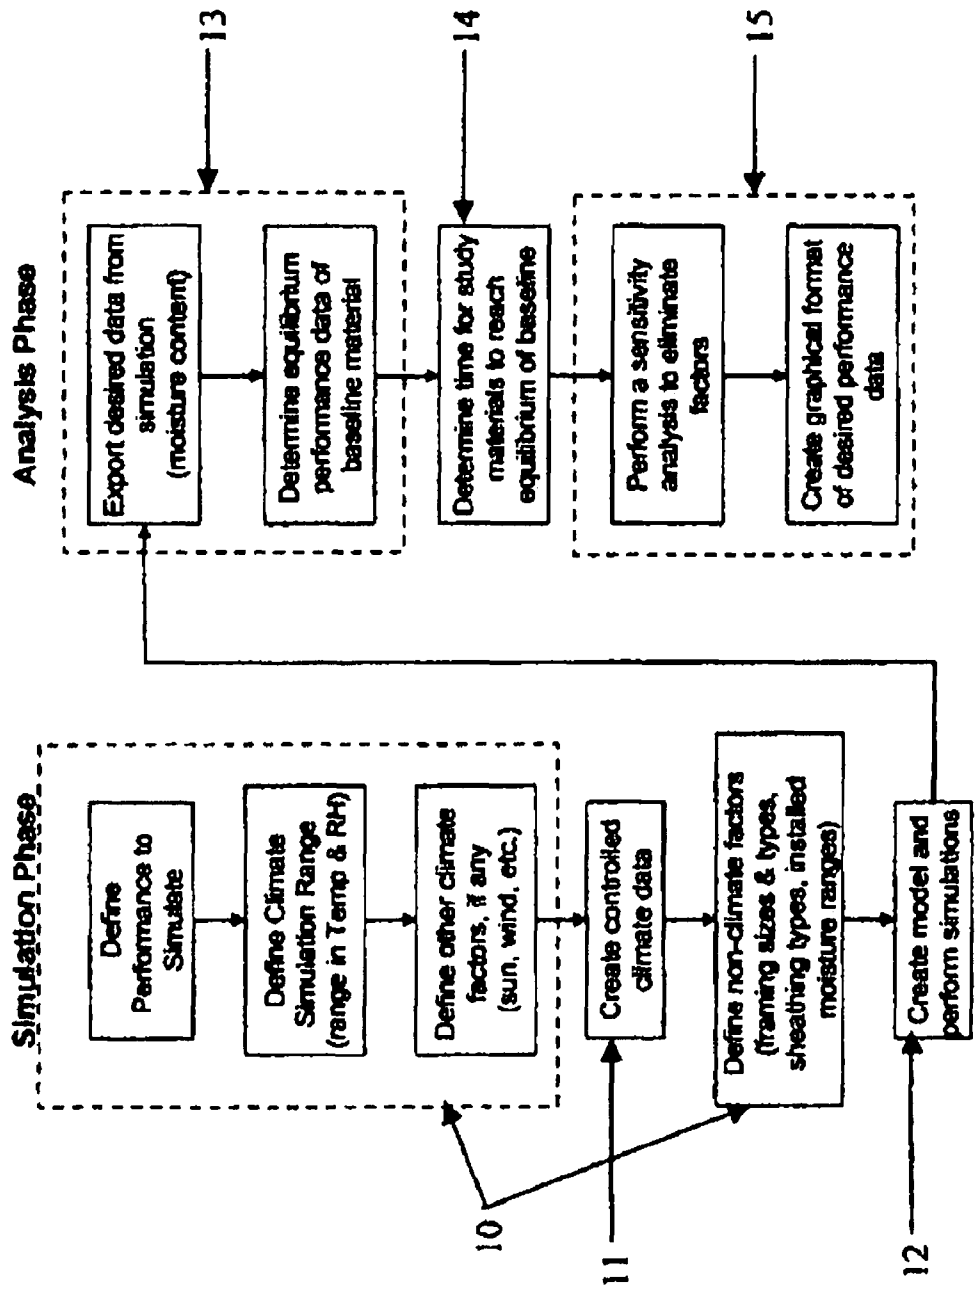 Simulation Phase
Define
Performance to
Simulate
Define Climate
Simulation Range
(range in Temp & RH)
Define other climate
factors, if any
(sun, wind, etc.)
Create controlled
climate data
Define non-climate factors
(framing sizes & types,
sheathing types, installed
moisture ranges)
Create model and
perform simulations
10
11
12
Analysis Phase
Export desired data from
simulation
(moisture content)
Determine equilibrium
performance data of
baseline material
Determine time for study
materials to reach
equilibrium of baseline
Perform a sensitivity
analysis to eliminate
factors
Create graphical format
of desired performance
data
13
14
15